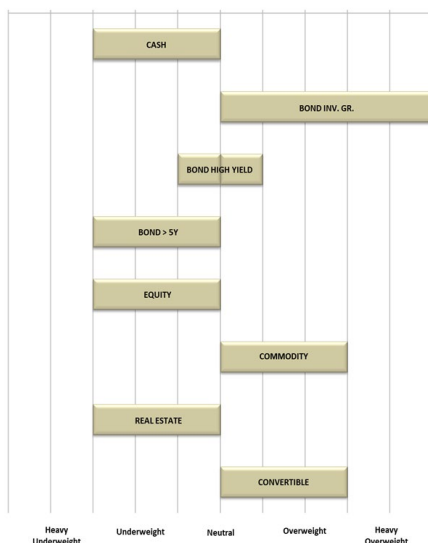 CASH
BOND INV. GR.
BOND HIGH YIELD
BOND > 5Y
EQUITY
COMMODITY
REAL ESTATE
CONVERTIBLE
Heavy Underweight Neutral Overweight Heavy
Underweight Overweight